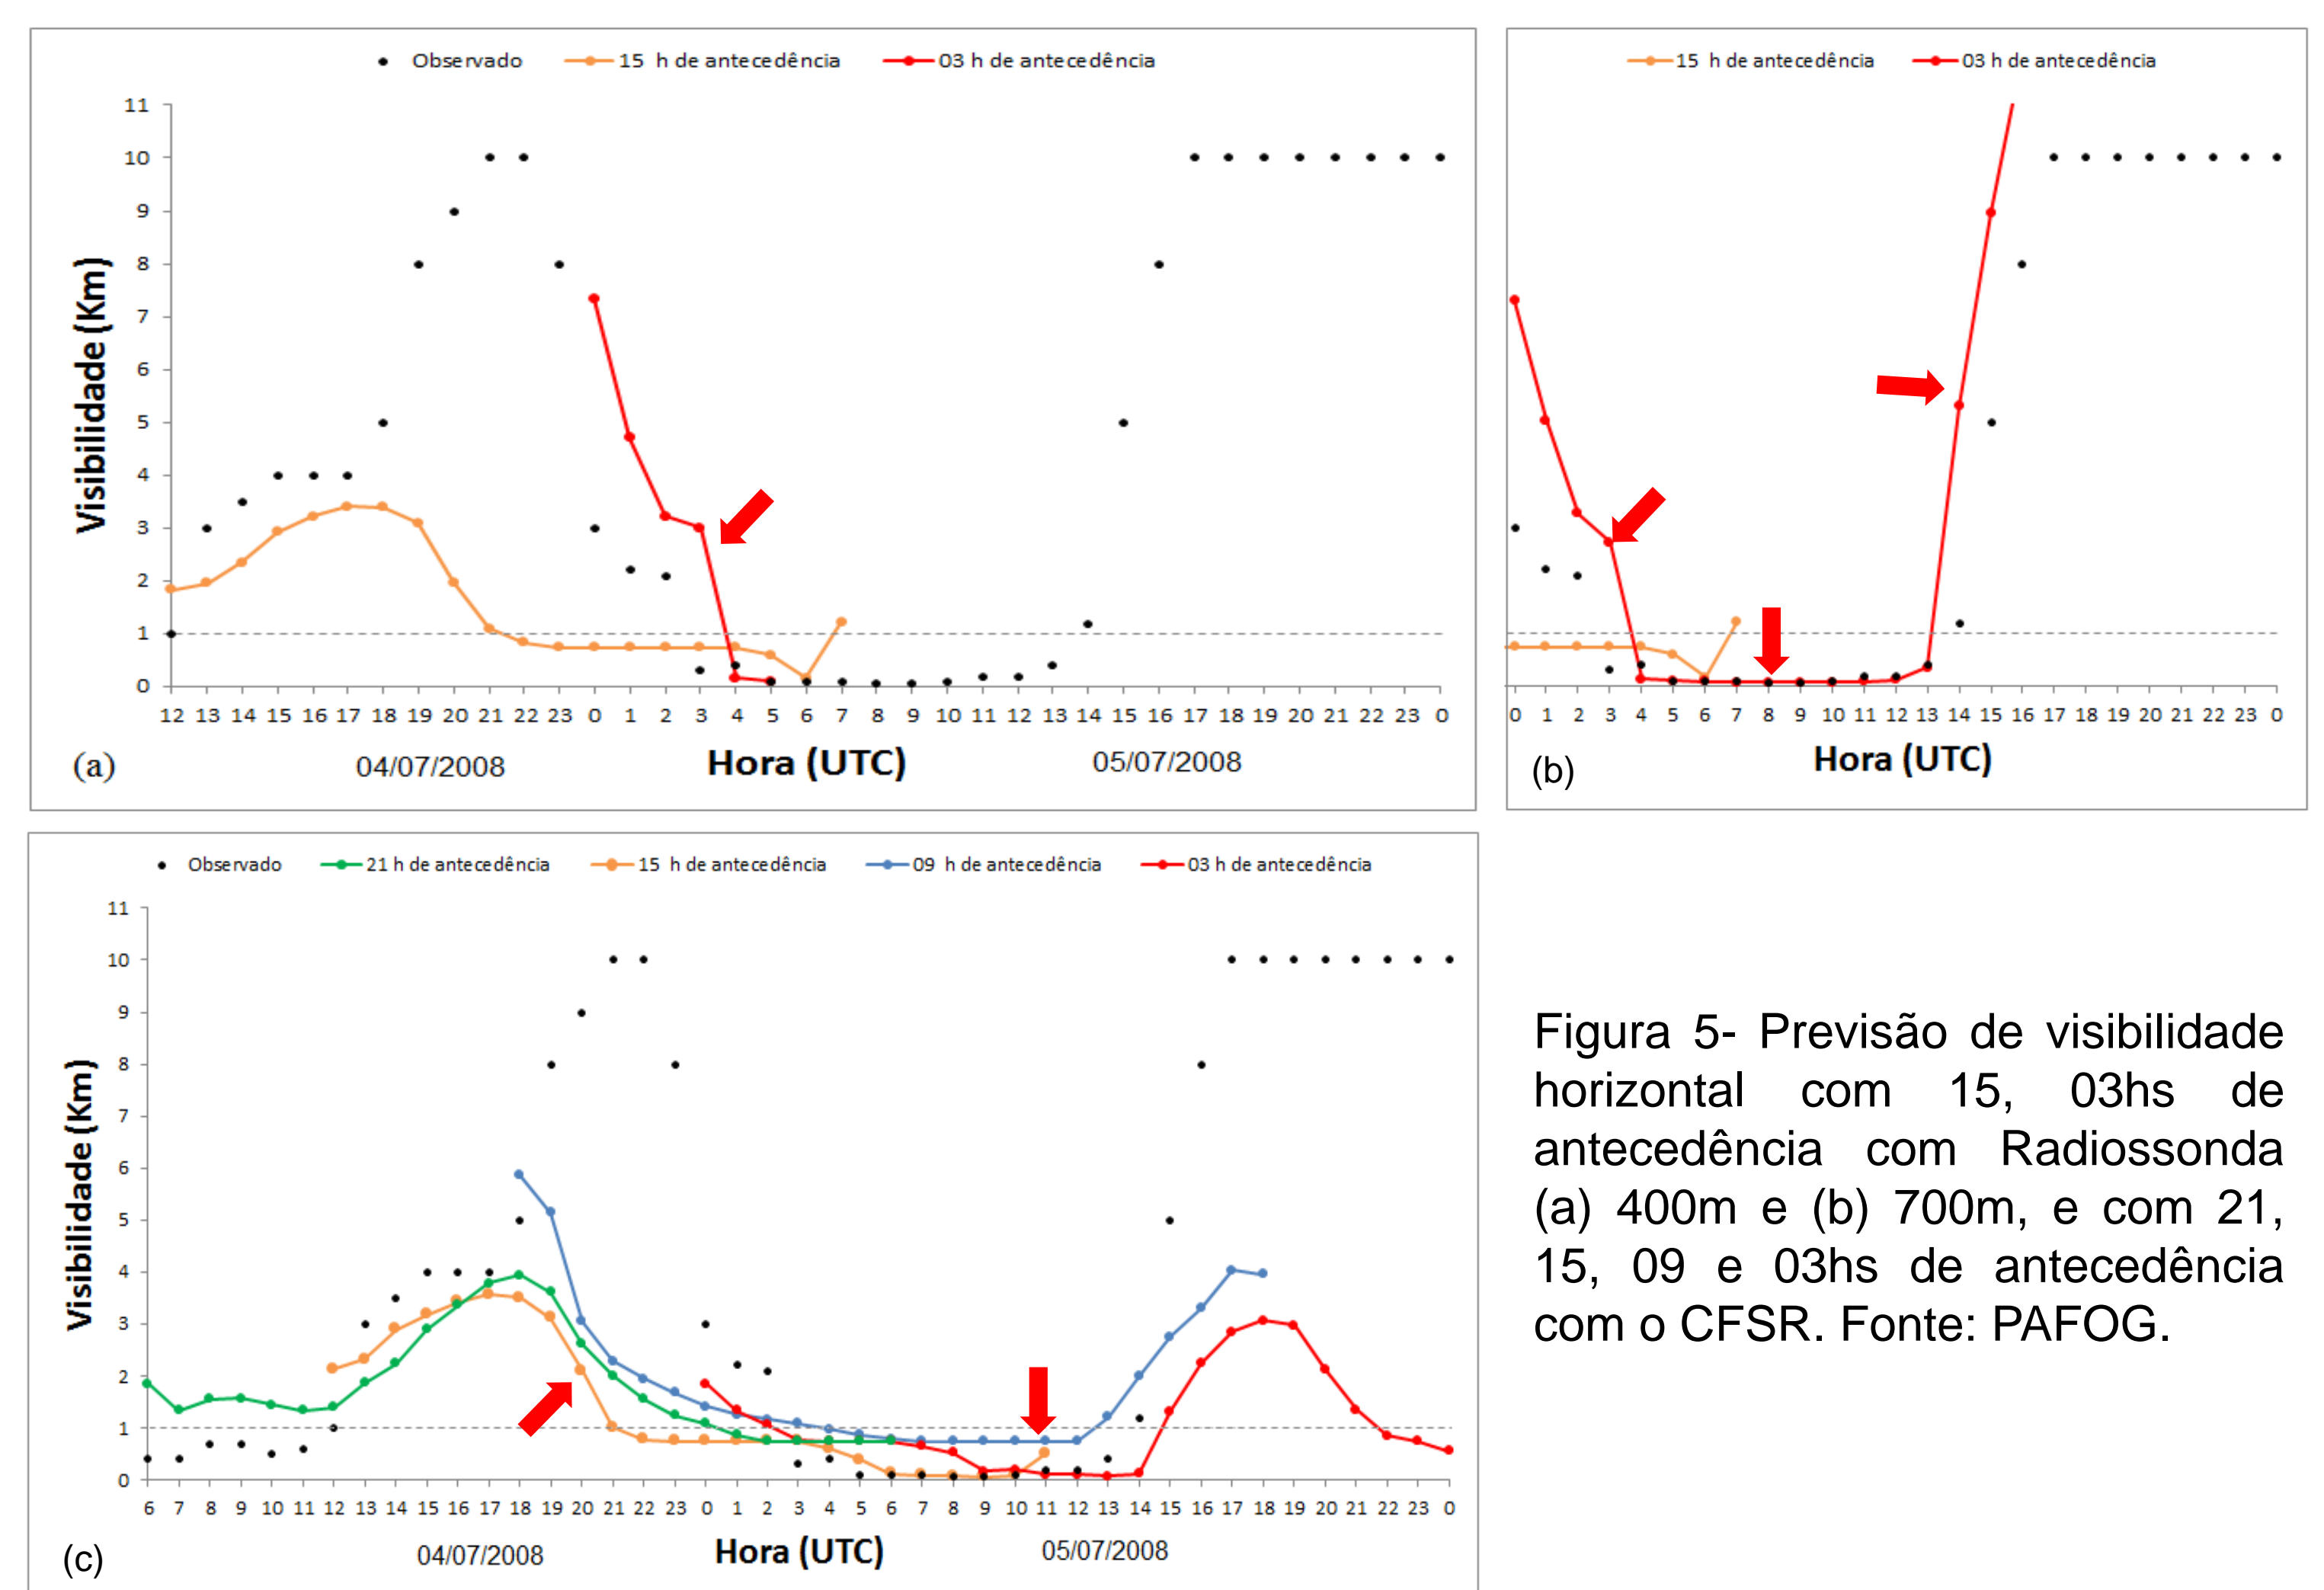 Observado 15 h de antecedência 03 h de antecedência
11
10
9
8
7
6
5
4
3
2
1
0
Visibilidade (Km)
12 13 14 15 16 17 18 19 20 21 22 23 0 1 2 3 4 5 6 7 8 9 10 11 12 13 14 15 16 17 18 19 20 21 22 23 0
(a) 04/07/2008 Hora (UTC) 05/07/2008
15 h de antecedência 03 h de antecedência
0 1 2 3 4 5 6 7 8 9 10 11 12 13 14 15 16 17 18 19 20 21 22 23 0
(b) Hora (UTC)
Observado 21 h de antecedência 15 h de antecedência 09 h de antecedência 03 h de antecedência
11
10
9
8
7
6
5
4
3
2
1
0
Visibilidade (Km)
6 7 8 9 10 11 12 13 14 15 16 17 18 19 20 21 22 23 0 1 2 3 4 5 6 7 8 9 10 11 12 13 14 15 16 17 18 19 20 21 22 23 0
(c) 04/07/2008 Hora (UTC) 05/07/2008
Figura 5- Previsão de visibilidade
horizontal com 15, 03hs de
antecedência com Radiossonda
(a) 400m e (b) 700m, e com 21,
15, 09 e 03hs de antecedência
com o CFSR. Fonte: PAFOG.